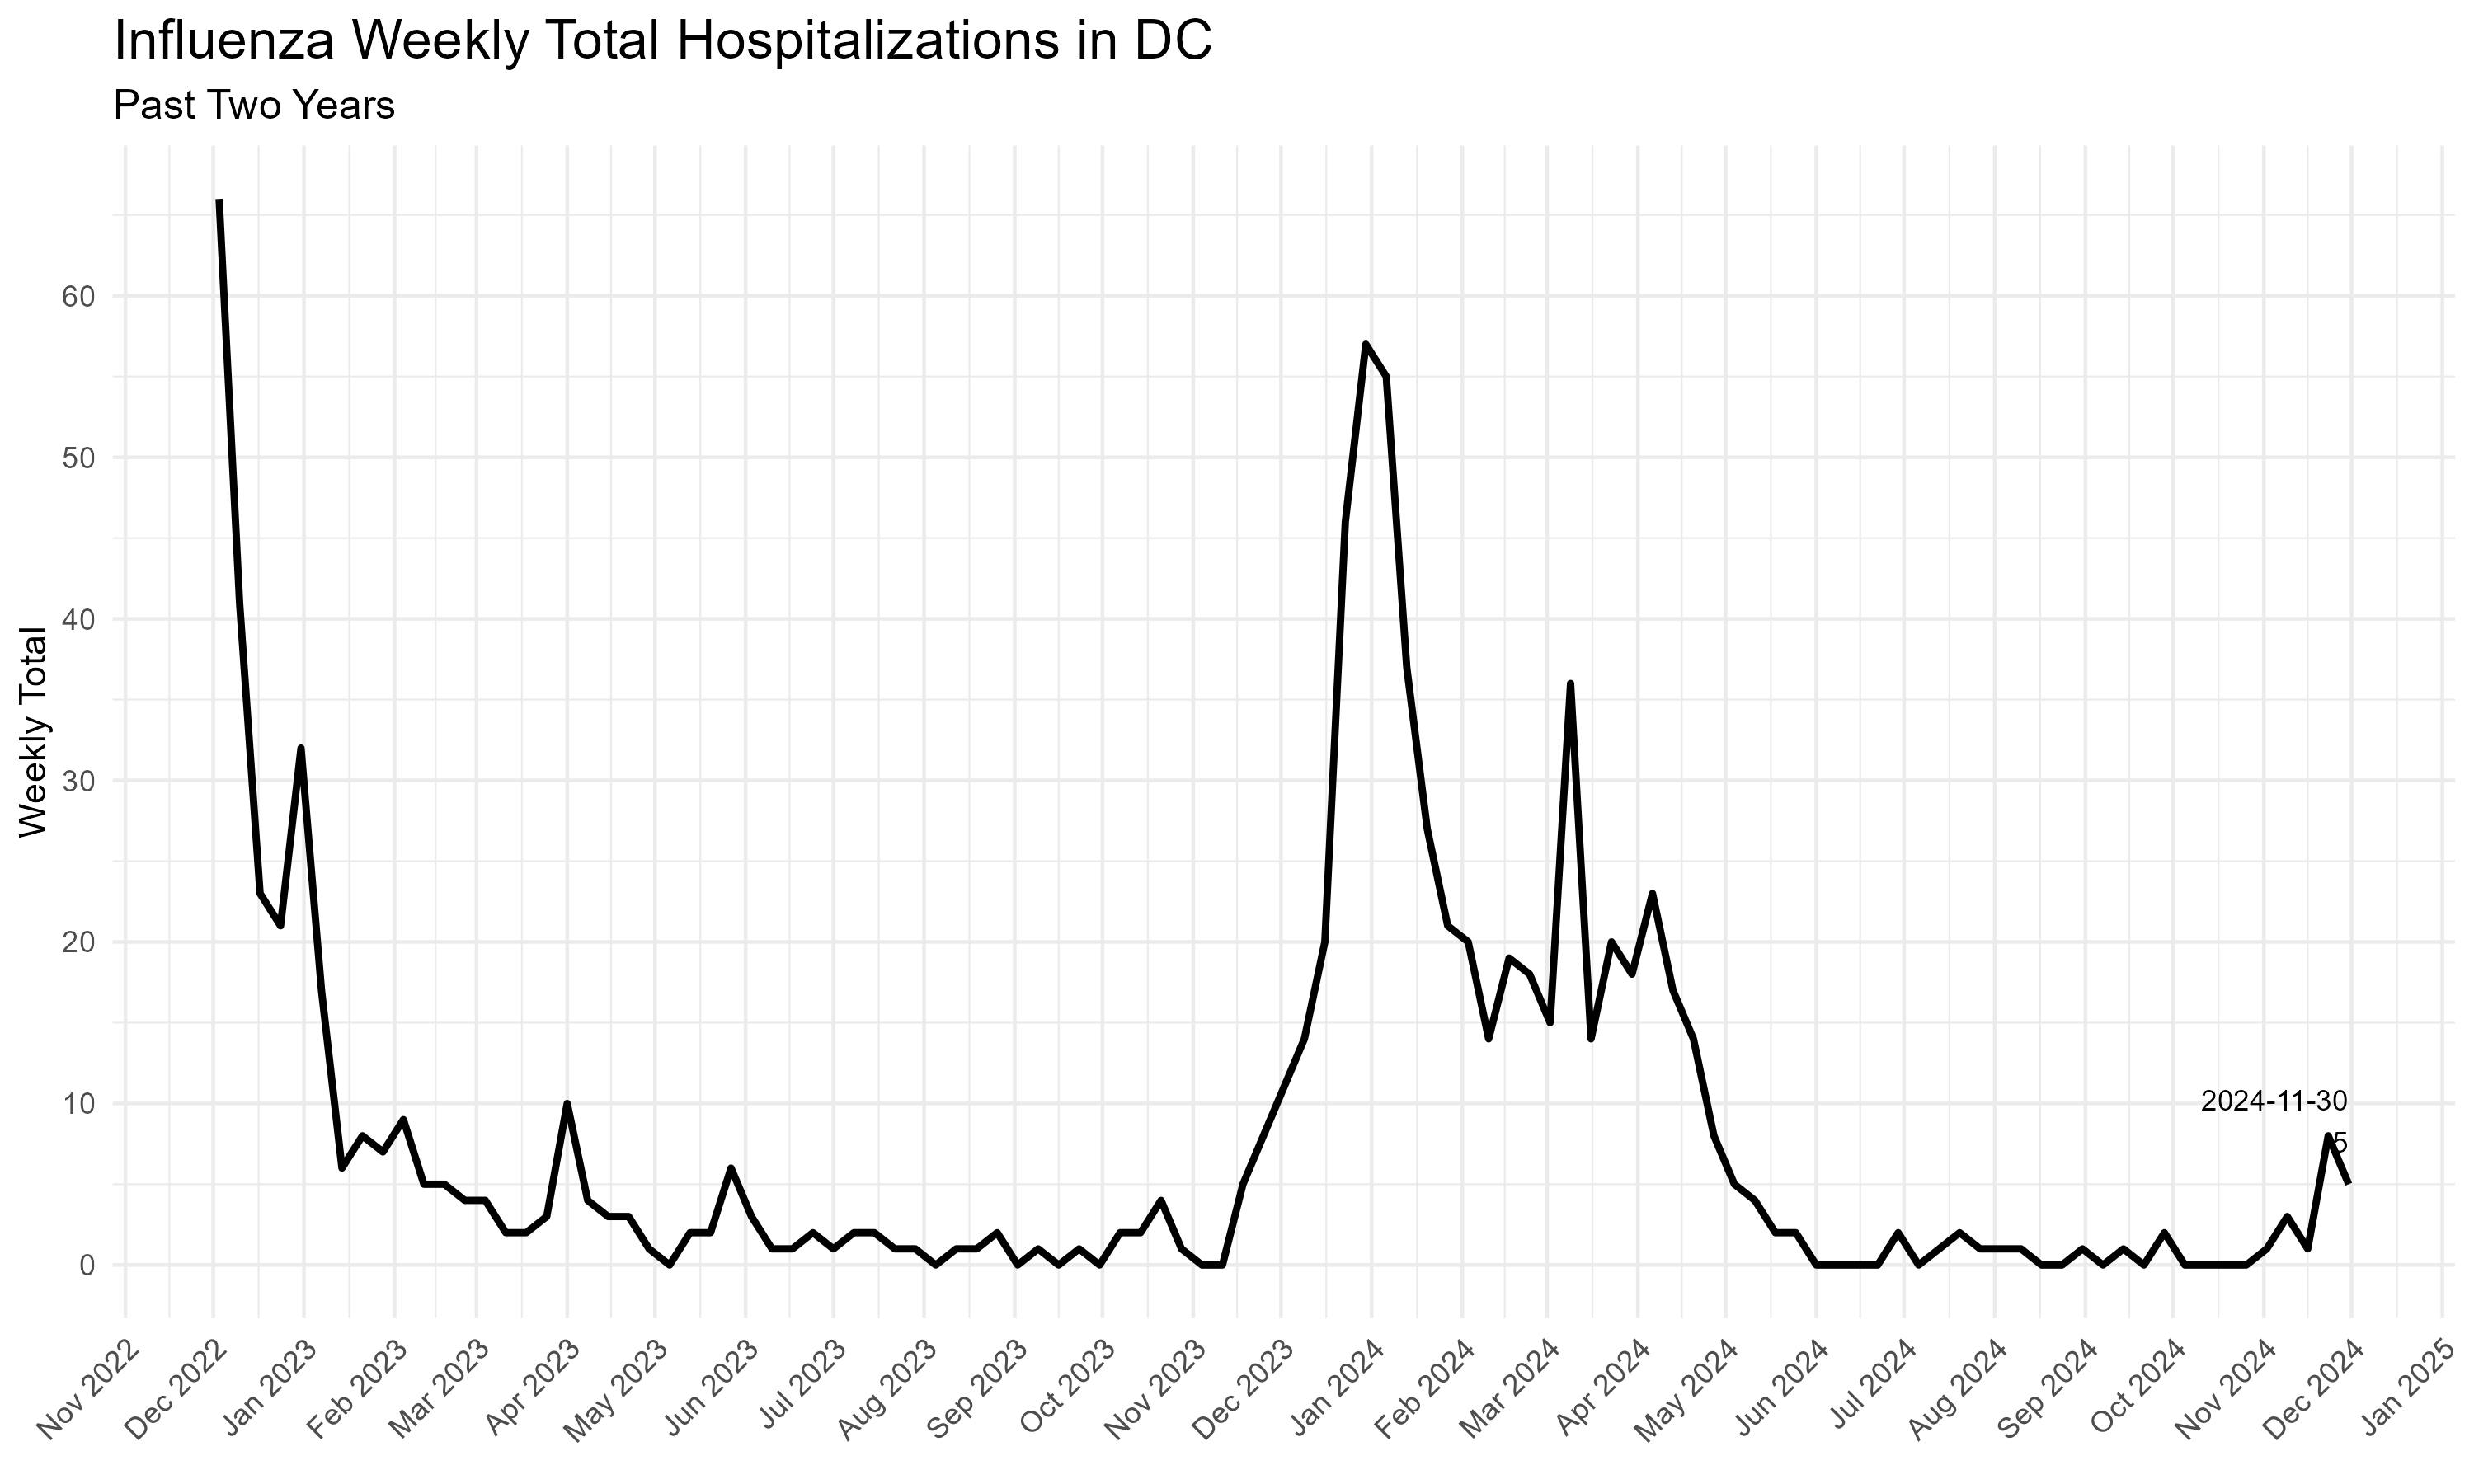 Influenza Weekly Total Hospitalizations in DC
Past Two Years
Weekly Total
60
50
40
30
20
10
0
2024-11-30
5
Nov 2022
Dec 2022
Jan 2023
Feb 2023
Mar 2023
Apr 2023
May 2023
Jun 2023
Jul 2023
Aug 2023
Sep 2023
Oct 2023
Nov 2023
Dec 2023
Jan 2024
Feb 2024
Mar 2024
Apr 2024
May 2024
Jun 2024
Jul 2024
Aug 2024
Sep 2024
Oct 2024
Nov 2024
Dec 2024
Jan 2025